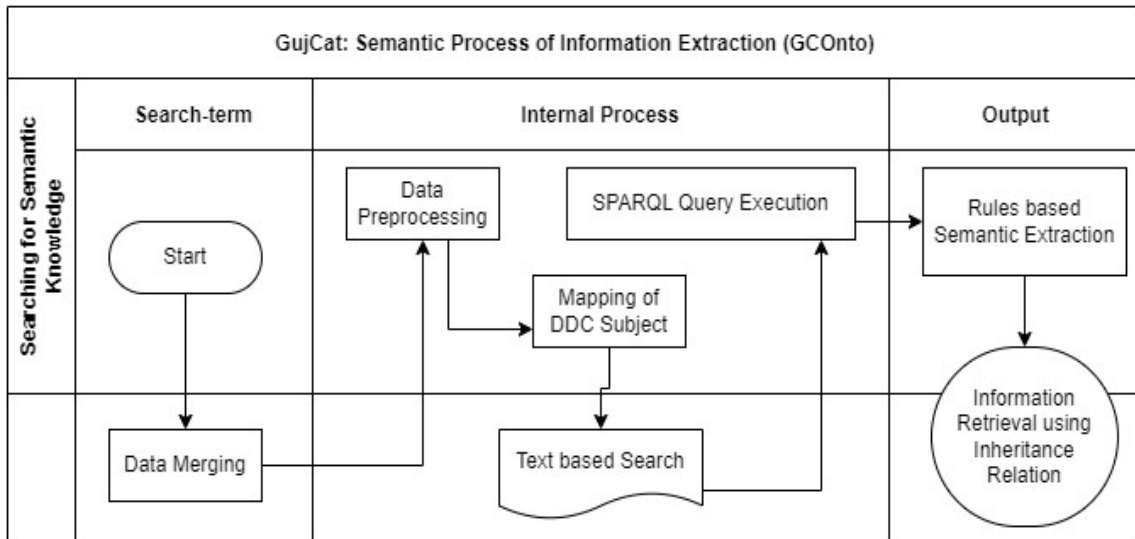 GujCat: Semantic Process of Information Extraction (GCOnto)
Searching for Semantic
Knowledge
Search-term
Internal Process
Output
Start
Data Merging
Data
Preprocessing
Mapping of
DDC Subject
Text based Search
SPARQL Query Execution
Rules based
Semantic Extraction
Information
Retrieval using
Inheritance
Relation